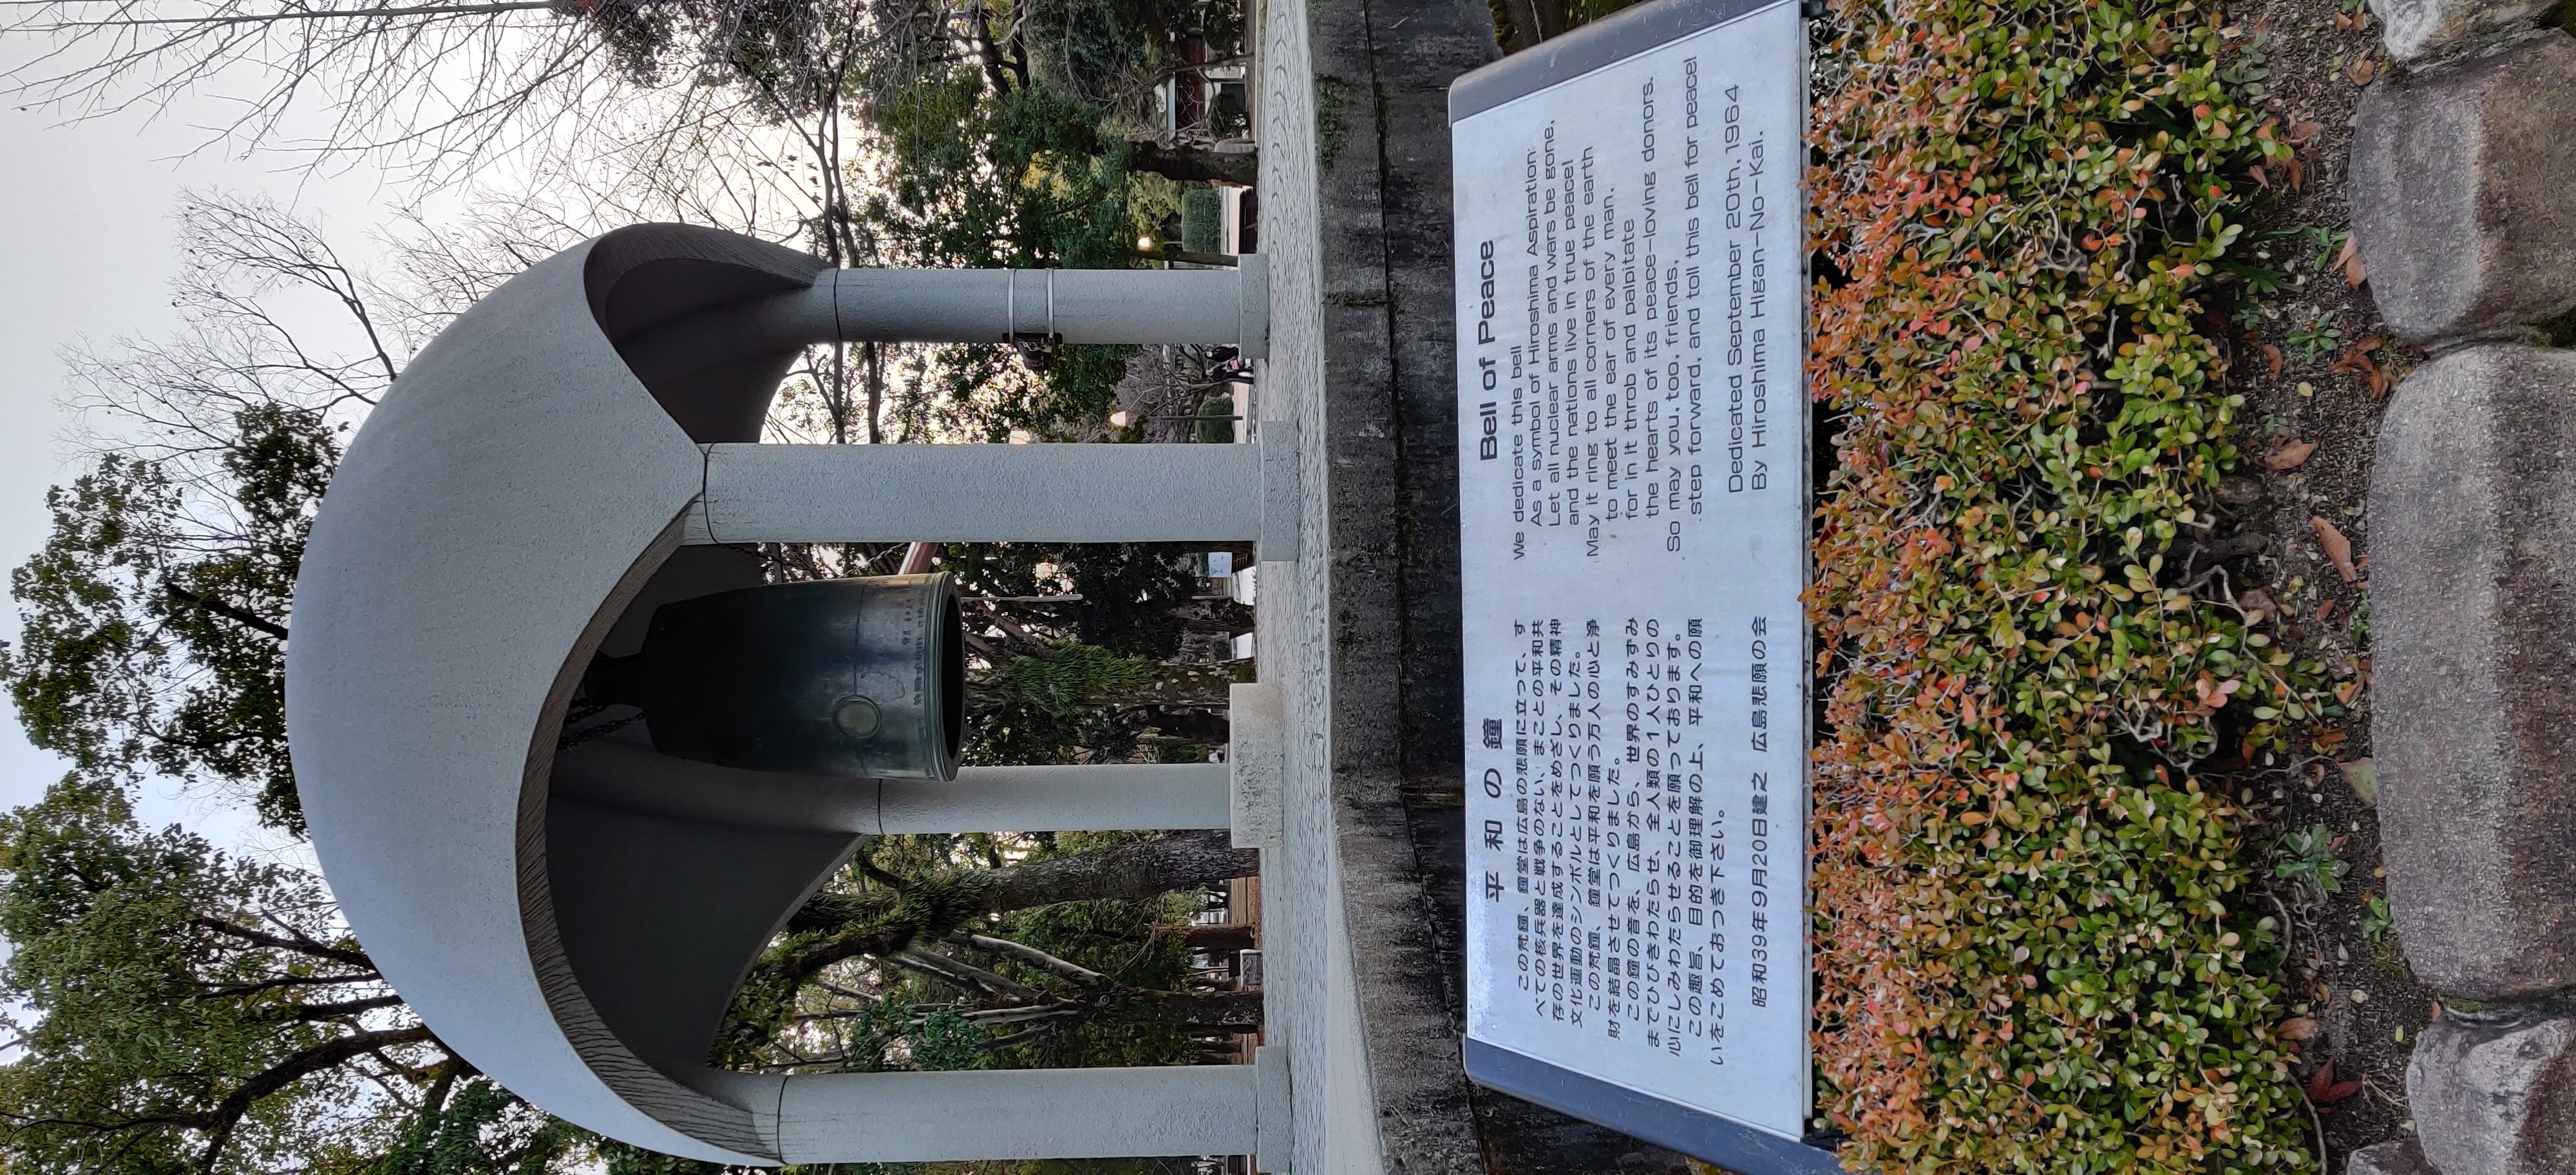 平和の鐘
この梵鐘、鐘堂は広島の悲願に立って、す
べての核兵器と戦争のない、まことの平和共
存の世界を達成することをめざし、その精神
文化運動のシンボルとしてつくりました。
この梵鐘、鐘堂は平和を願う万人の心と浄
財を結晶させてつくりました。
この鐘の音を、広島から、世界のすみずみ
までひびきわたらせ、全人類の1人ひとりの
心にしみわたらせることを願っております。
この趣旨、目的を御理解の上、平和への願
いをこめておつき下さい。
昭和39年9月20日建之 広島悲願の会
Bell of Peace
We dedicate this bell
As a symbol of Hiroshima Aspiration:
Let all nuclear arms and wars be gone,
and the nations live in true peace!
May it ring to all corners of the earth
to meet the ear of every man,
for in it throb and palpitate
the hearts of its peace-loving donors.
So may you, too, friends,
step forward, and toll this bell for peace!
Dedicated September 20th, 1964
By Hiroshima Higan-No-Kai.